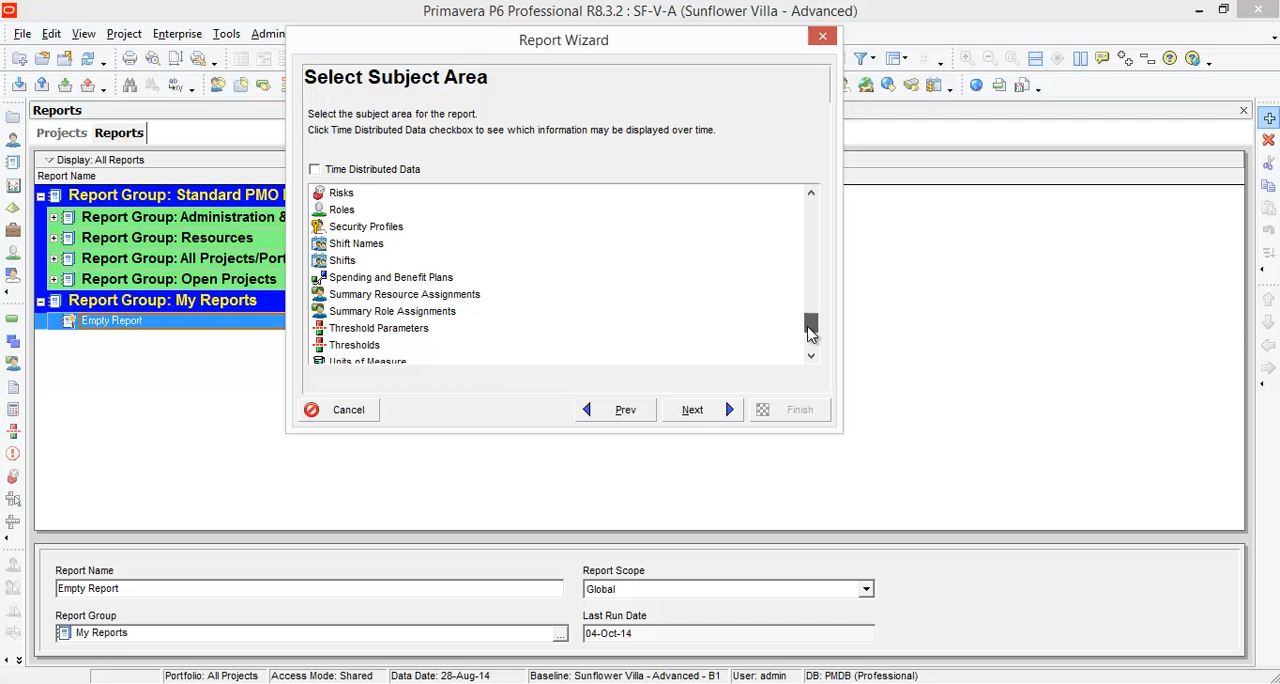 Primavera P6 Professional R8.3.2 : SF-V-A (Sunflower Villa - Advanced)
File Edit View Project Enterprise Tools Admin
Report Wizard
Reports
Projects Reports
Display: All Reports
Report Name
Report Group: Standard PMO
Report Group: Administration &
Report Group: Resources
Report Group: All Projects/Port
Report Group: Open Projects
Report Group: My Reports
Empty Report
Select Subject Area
Select the subject area for the report.
Click Time Distributed Data checkbox to see which information may be displayed over time.
Time Distributed Data
Risks
Roles
Security Profiles
Shift Names
Shifts
Spending and Benefit Plans
Summary Resource Assignments
Summary Role Assignments
Threshold Parameters
Thresholds
Units of Measure
Cancel Prev Next Finish
Report Name
Empty Report
Report Scope
Global
Report Group
My Reports
...
Last Run Date
04-Oct-14
Portfolio: All Projects Access Mode: Shared Data Date: 28-Aug-14 Baseline: Sunflower Villa - Advanced - B1 User: admin DB: PMDB (Professional)